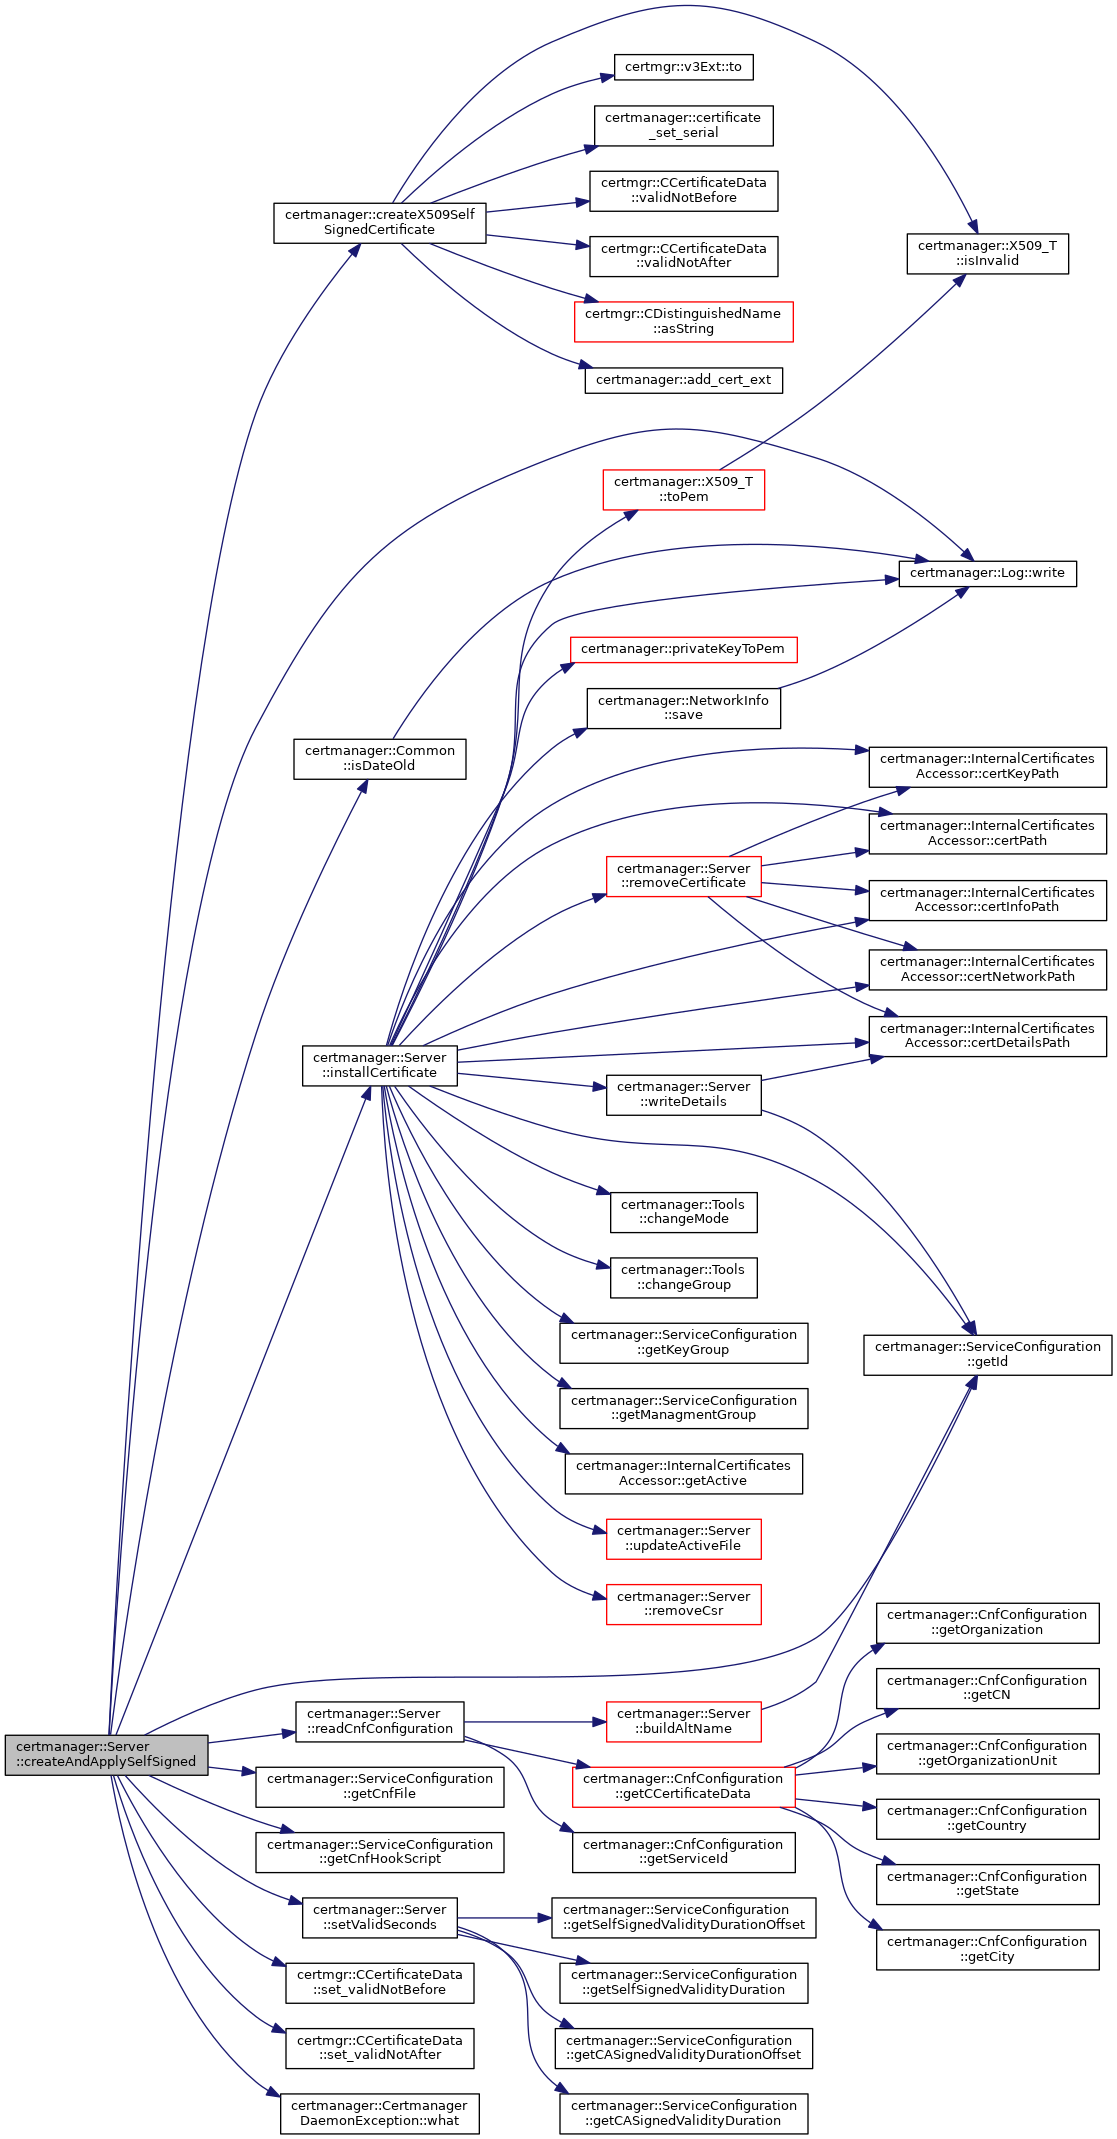 certmgr::v3Ext::to
certmanager::certificate
_set_serial
certmgr::CCertificateData
::validNotBefore
certmanager::createX509Self
SignedCertificate
certmgr::CCertificateData
::validNotAfter
certmanager::X509_T
::isInvalid
certmgr::CDistinguishedName
::asString
certmanager::add_cert_ext
certmanager::X509_T
::toPem
certmanager::Log::write
certmanager::privateKeyToPem
certmanager::NetworkInfo
::save
certmanager::Common
::isDateOld
certmanager::InternalCertificates
Accessor::certKeyPath
certmanager::InternalCertificates
Accessor::certPath
certmanager::Server
::removeCertificate
certmanager::InternalCertificates
Accessor::certInfoPath
certmanager::InternalCertificates
Accessor::certNetworkPath
certmanager::InternalCertificates
Accessor::certDetailsPath
certmanager::Server
::installCertificate
certmanager::Server
::writeDetails
certmanager::Tools
::changeMode
certmanager::Tools
::changeGroup
certmanager::ServiceConfiguration
::getKeyGroup
certmanager::ServiceConfiguration
::getId
certmanager::ServiceConfiguration
::getManagmentGroup
certmanager::InternalCertificates
Accessor::getActive
certmanager::Server
::updateActiveFile
certmanager::Server
::removeCsr
certmanager::CnfConfiguration
::getOrganization
certmanager::CnfConfiguration
::getCN
certmanager::Server
::readCnfConfiguration
certmanager::Server
::buildAltName
certmanager::Server
::createAndApplySelfSigned
certmanager::CnfConfiguration
::getOrganizationUnit
certmanager::ServiceConfiguration
::getCnfFile
certmanager::CnfConfiguration
::getCCertificateData
certmanager::CnfConfiguration
::getCountry
certmanager::ServiceConfiguration
::getCnfHookScript
certmanager::CnfConfiguration
::getServiceId
certmanager::CnfConfiguration
::getState
certmanager::Server
::setValidSeconds
certmanager::ServiceConfiguration
::getSelfSignedValidityDurationOffset
certmanager::CnfConfiguration
::getCity
certmgr::CCertificateData
::set_validNotBefore
certmanager::ServiceConfiguration
::getSelfSignedValidityDuration
certmgr::CCertificateData
::set_validNotAfter
certmanager::ServiceConfiguration
::getCASignedValidityDurationOffset
certmanager::Certmanager
DaemonException::what
certmanager::ServiceConfiguration
::getCASignedValidityDuration